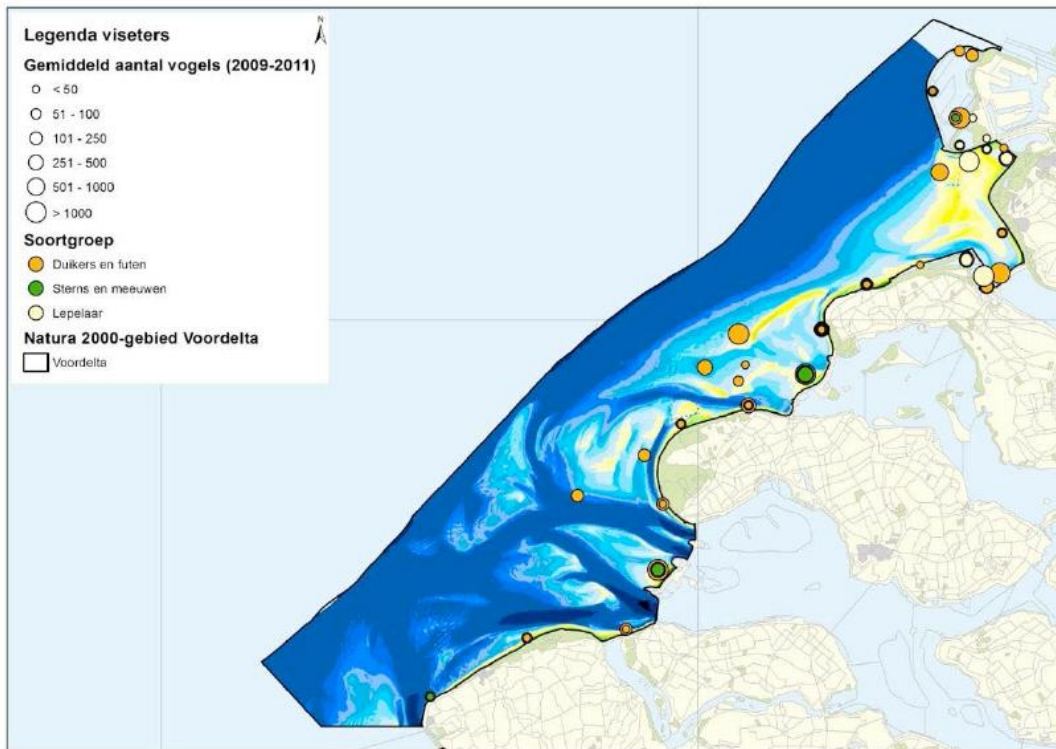 N
Legenda viseters
Gemiddeld aantal vogels (2009-2011)
< 50
51 - 100
101 - 250
251 - 500
501 - 1000
> 1000
Soortgroep
Duikers en futen
Sterns en meeuwen
Lepelaar
Natura 2000-gebied Voordelta
Voordelta